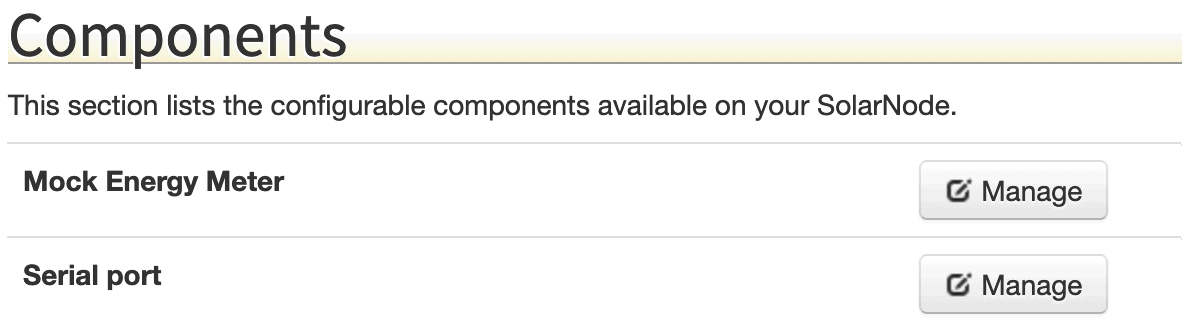 Components
This section lists the configurable components available on your SolarNode.
Mock Energy Meter
Manage
Serial port
Manage